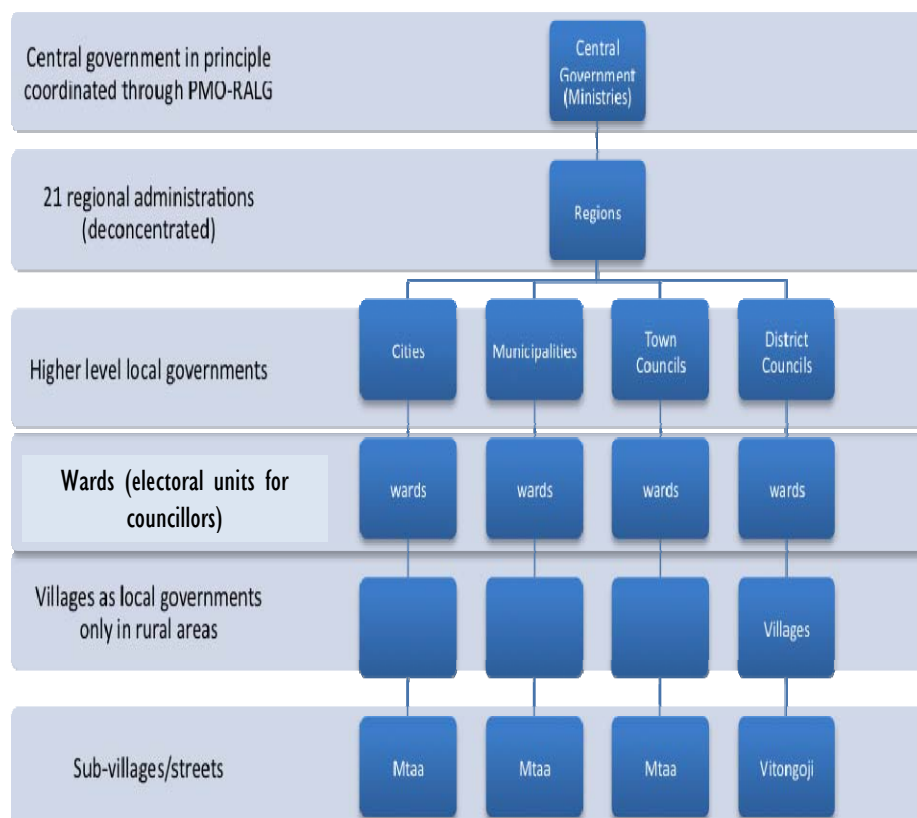 Central government in principle
coordinated through PMO-RALG
Central
Government
(Ministries)
21 regional administrations
(deconcentrated)
Regions
Higher level local governments
Cities
Municipalities
Town
Councils
District
Councils
Wards (electoral units for
councillors)
wards
wards
wards
wards
Villages as local governments
only in rural areas
Villages
Sub-villages/streets
Mtaa
Mtaa
Mtaa
Vitongoji